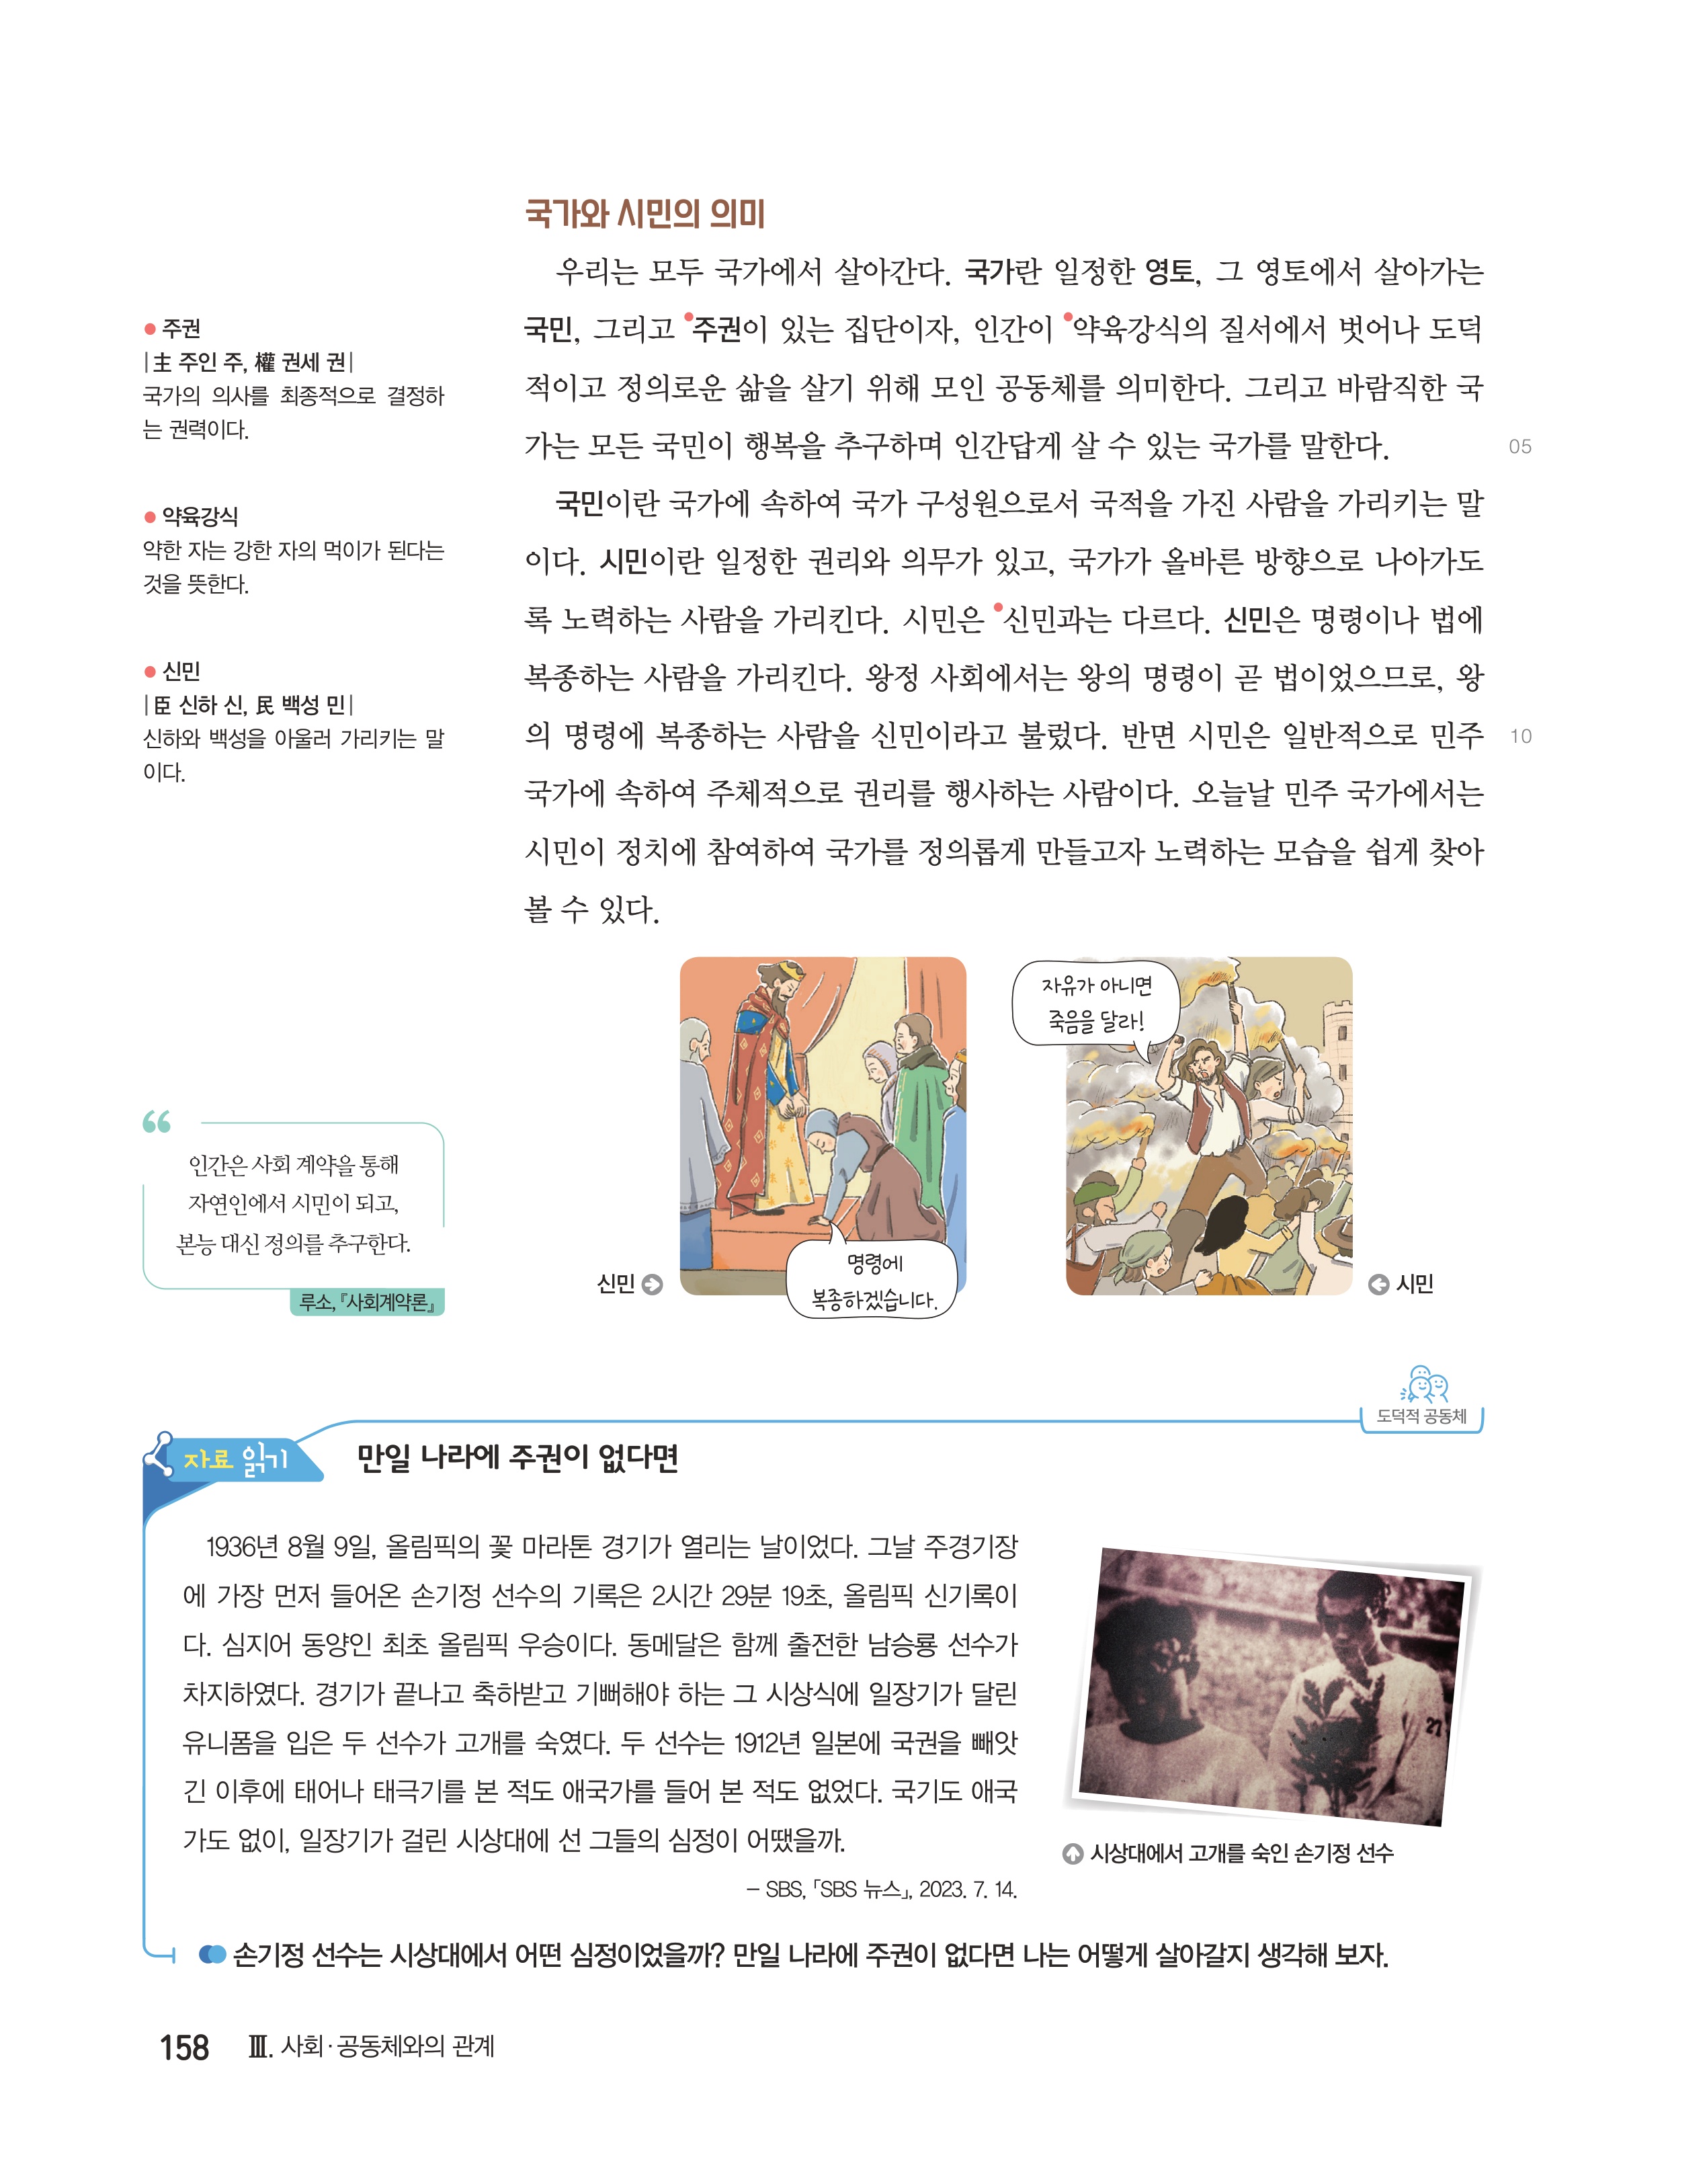 국가와 시민의 의미
우리는 모두 국가에서 살아간다. 국가란 일정한 영토, 그 영토에서 살아가는
국민, 그리고 주권이 있는 집단이자, 인간이 약육강식의 질서에서 벗어나 도덕
적이고 정의로운 삶을 살기 위해 모인 공동체를 의미한다. 그리고 바람직한 국
가는 모든 국민이 행복을 추구하며 인간답게 살 수 있는 국가를 말한다.
05
국민이란 국가에 속하여 국가 구성원으로서 국적을 가진 사람을 가리키는 말
이다. 시민이란 일정한 권리와 의무가 있고, 국가가 올바른 방향으로 나아가도
록 노력하는 사람을 가리킨다. 시민은 신민과는 다르다. 신민은 명령이나 법에
복종하는 사람을 가리킨다. 왕정 사회에서는 왕의 명령이 곧 법이었으므로, 왕
의 명령에 복종하는 사람을 신민이라고 불렀다. 반면 시민은 일반적으로 민주
10
국가에 속하여 주체적으로 권리를 행사하는 사람이다. 오늘날 민주 국가에서는
시민이 정치에 참여하여 국가를 정의롭게 만들고자 노력하는 모습을 쉽게 찾아
볼 수 있다.
● 주권
|主 주인 주, 權 권세 권|
국가의 의사를 최종적으로 결정하
는 권력이다.
● 약육강식
약한 자는 강한 자의 먹이가 된다는
것을 뜻한다.
● 신민
|臣 신하 신, 民 백성 민|
신하와 백성을 아울러 가리키는 말
이다.
“
인간은 사회 계약을 통해
자연인에서 시민이 되고,
본능 대신 정의를 추구한다.
루소, 『사회계약론』
명령에
복종하겠습니다.
신민
자유가 아니면
죽음을 달라!
시민
도덕적 공동체
자료 읽기
만일 나라에 주권이 없다면
1936년 8월 9일, 올림픽의 꽃 마라톤 경기가 열리는 날이었다. 그날 주경기장
에 가장 먼저 들어온 손기정 선수의 기록은 2시간 29분 19초, 올림픽 신기록이
다. 심지어 동양인 최초 올림픽 우승이다. 동메달은 함께 출전한 남승룡 선수가
차지하였다. 경기가 끝나고 축하받고 기뻐해야 하는 그 시상식에 일장기가 달린
유니폼을 입은 두 선수가 고개를 숙였다. 두 선수는 1912년 일본에 국권을 빼앗
긴 이후에 태어나 태극기를 본 적도 애국가를 들어 본 적도 없었다. 국기도 애국
가도 없이, 일장기가 걸린 시상대에 선 그들의 심정이 어땠을까.
– SBS, 「SBS 뉴스」, 2023. 7. 14.
27
시상대에서 고개를 숙인 손기정 선수
손기정 선수는 시상대에서 어떤 심정이었을까? 만일 나라에 주권이 없다면 나는 어떻게 살아갈지 생각해 보자.
158 Ⅲ. 사회·공동체와의 관계